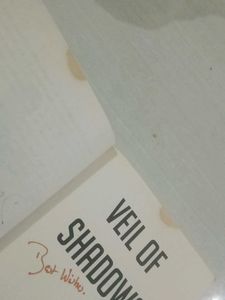 VEIL OF
SHADOW
Best Wishes.